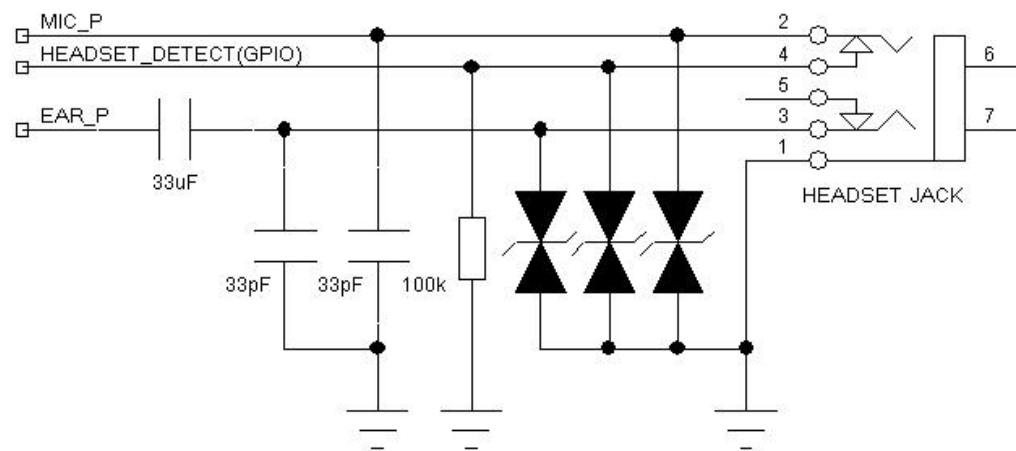 MIC_P
2
HEADSET_DETECT(GPIO)
4
6
5
EAR_P
3
7
1
33uF
HEADSET JACK
33pF
33pF
100k